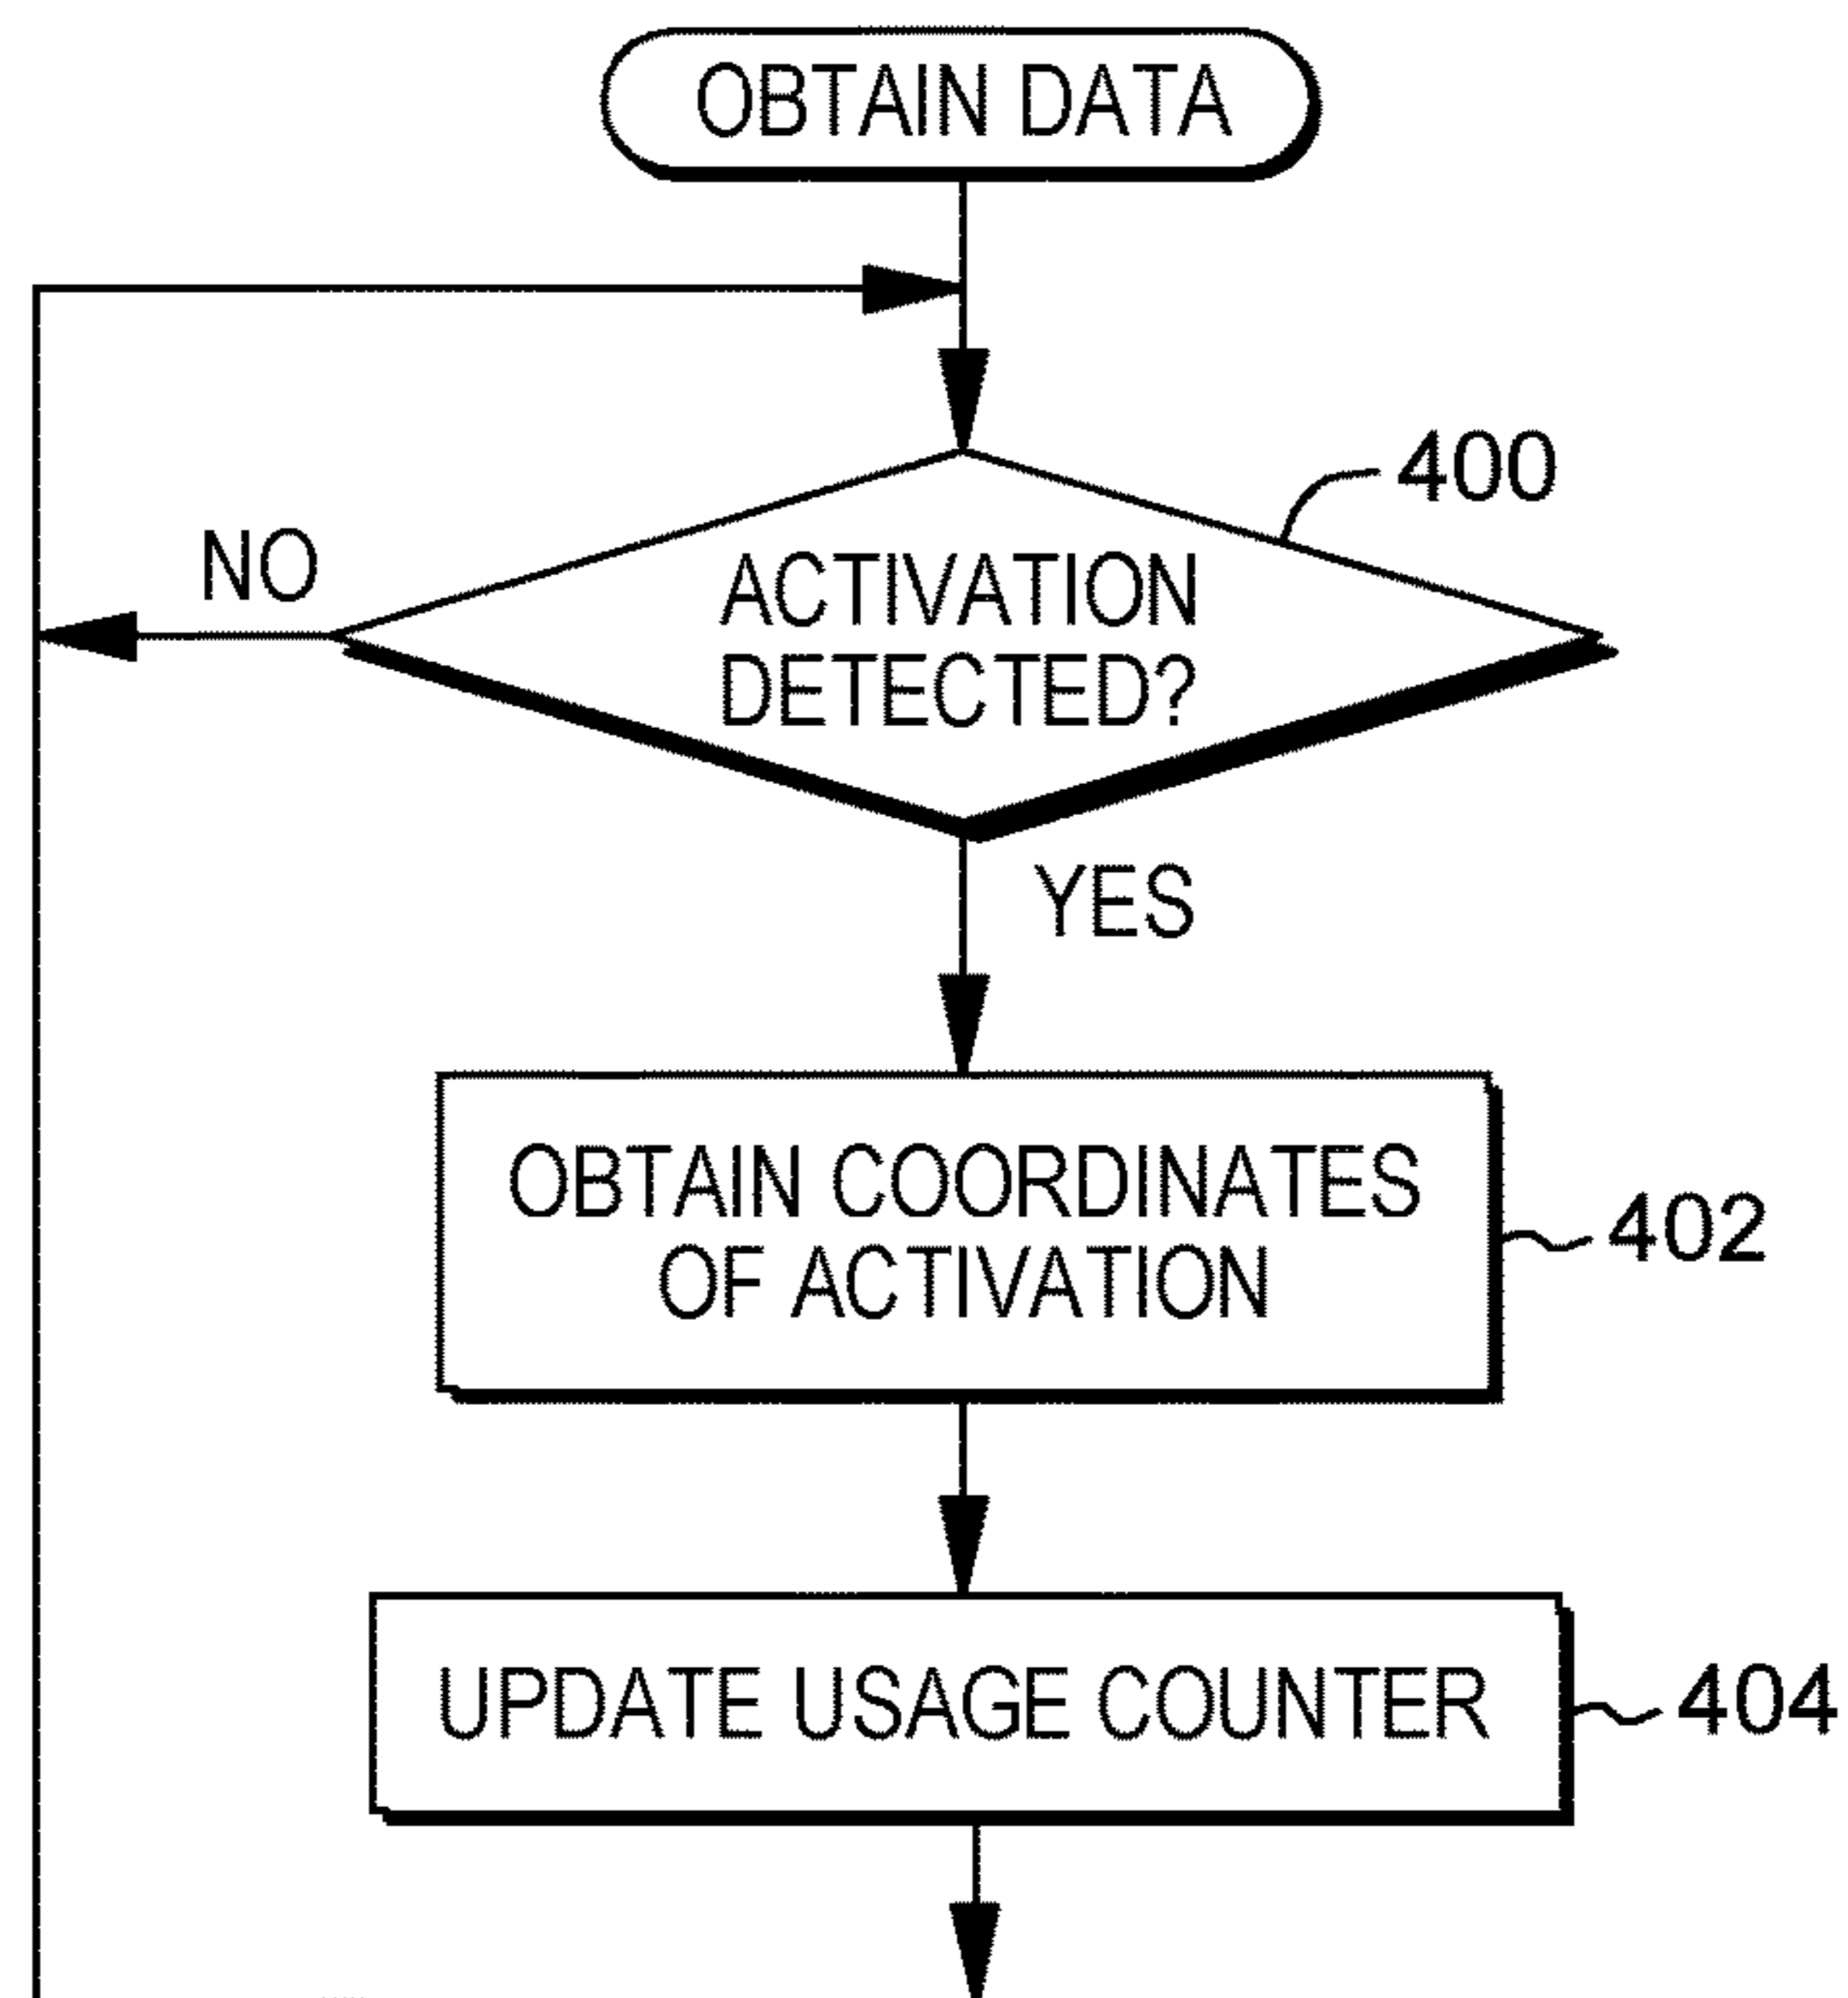 OBTAIN DATA
400
NO
ACTIVATION
DETECTED?
YES
OBTAIN COORDINATES
OF ACTIVATION
402
UPDATE USAGE COUNTER
404